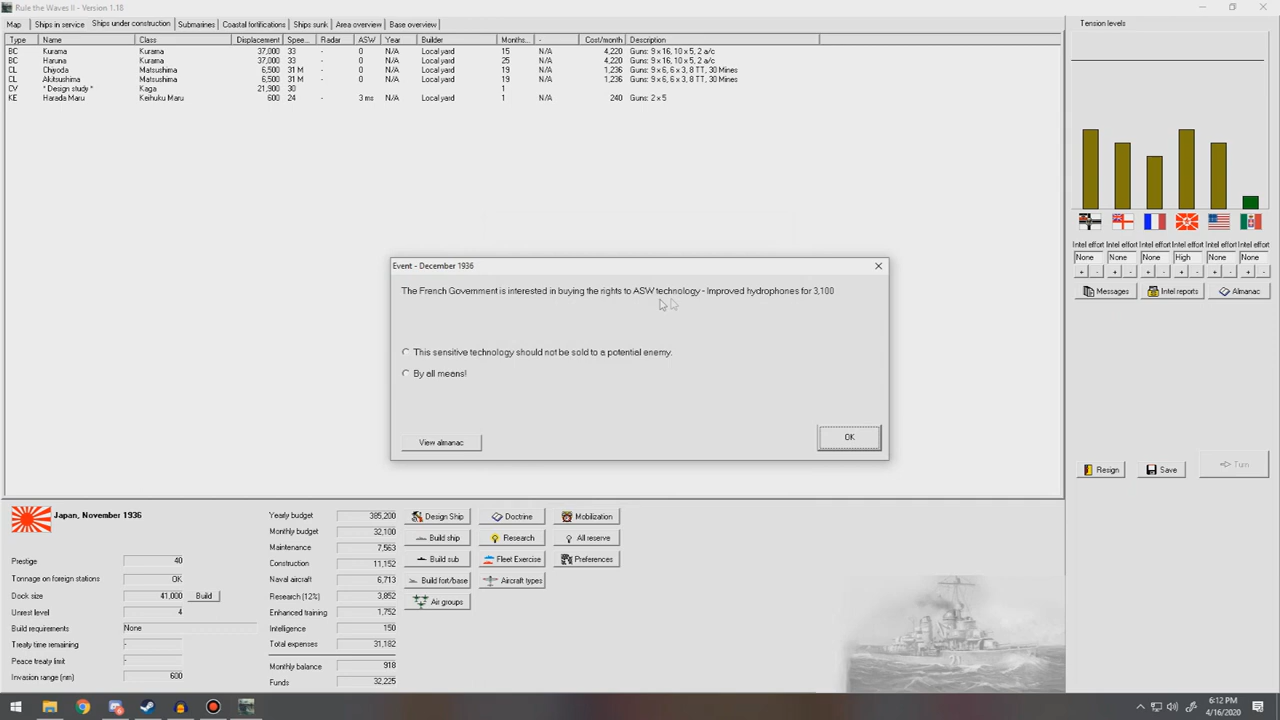 Rule the Waves II - Version 1.18
Map Ships in service Ships under construction Submarines Coastal fortifications Ships sunk Area overview Base overview
Type Name Class Displacement Spee... Radar ASW Year Builder Months... - Cost/month Description
BC Kurama Kurama 37,000 33 - 0 N/A Local yard 15 N/A 4,220 Guns: 9 x 16, 10 x 5, 2 a/c
BC Haruna Kurama 37,000 33 - 0 N/A Local yard 25 N/A 4,220 Guns: 9 x 16, 10 x 5, 2 a/c
CL Chiyoda Matsushima 6,500 31 M - 0 N/A Local yard 19 N/A 1,236 Guns: 9 x 6, 6 x 3, 8 TT, 30 Mines
CL Akitsushima Matsushima 6,500 31 M - 0 N/A Local yard 19 N/A 1,236 Guns: 9 x 6, 6 x 3, 8 TT, 30 Mines
CV * Design study * Kaga 21,900 30 1
KE Harada Maru Keihuku Maru 600 24 - 3 ms N/A Local yard 1 N/A 240 Guns: 2 x 5
Tension levels
Intel effort Intel effort Intel effort Intel effort Intel effort Intel effort
None None None High None None
+ - + - + - + - + - + -
Messages Intel reports Almanac
Event - December 1936
The French Government is interested in buying the rights to ASW technology - Improved hydrophones for 3,100
This sensitive technology should not be sold to a potential enemy.
By all means!
View almanac OK
Resign Save Turn
Japan, November 1936
Prestige 40
Tonnage on foreign stations OK
Dock size 41,000 Build
Unrest level 4
Build requirements None
Treaty time remaining -
Peace treaty limit -
Invasion range (nm) 600
Yearly budget 385,200
Monthly budget 32,100
Maintenance 7,563
Construction 11,152
Naval aircraft 6,713
Research (12%) 3,852
Enhanced training 1,752
Intelligence 150
Total expenses 31,182
Monthly balance 918
Funds 32,225
Design Ship Doctrine Mobilization
Build ship Research All reserve
Build sub Fleet Exercise Preferences
Build fort/base Aircraft types
Air groups
6:12 PM
4/16/2020